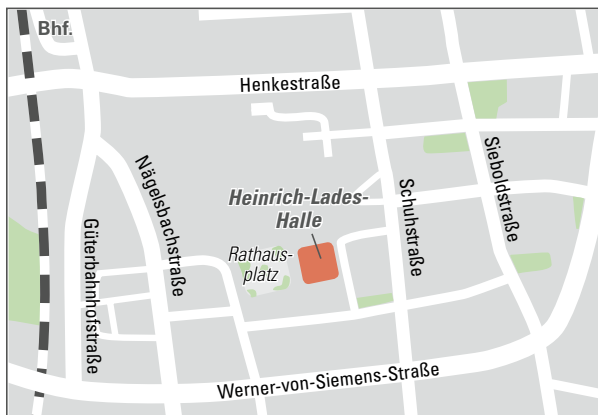 Bhf.
Henkestraße
Nägelsbachstraße
Sieboldstraße
Heinrich-Lades-
Halle
Schuhstraße
Güterbahnhofstraße
Rathaus-
platz
Werner-von-Siemens-Straße